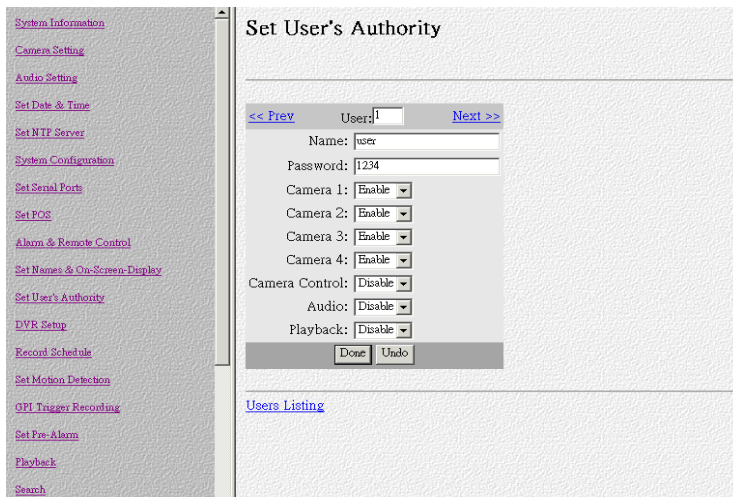 System Information
Camera Setting
Audio Setting
Set Date & Time
Set NTP Server
System Configuration
Set Serial Ports
Set POS
Alarm & Remote Control
Set Names & On-Screen-Display
Set User's Authority
DVR Setup
Record Schedule
Set Motion Detection
GPI Trigger Recording
Set Pre-Alarm
Playback
Search
Set User's Authority
<< Prev User: 1 Next >>
Name: user
Password: 1234
Camera 1: Enable
Camera 2: Enable
Camera 3: Enable
Camera 4: Enable
Camera Control: Disable
Audio: Disable
Playback: Disable
Done Undo
Users Listing